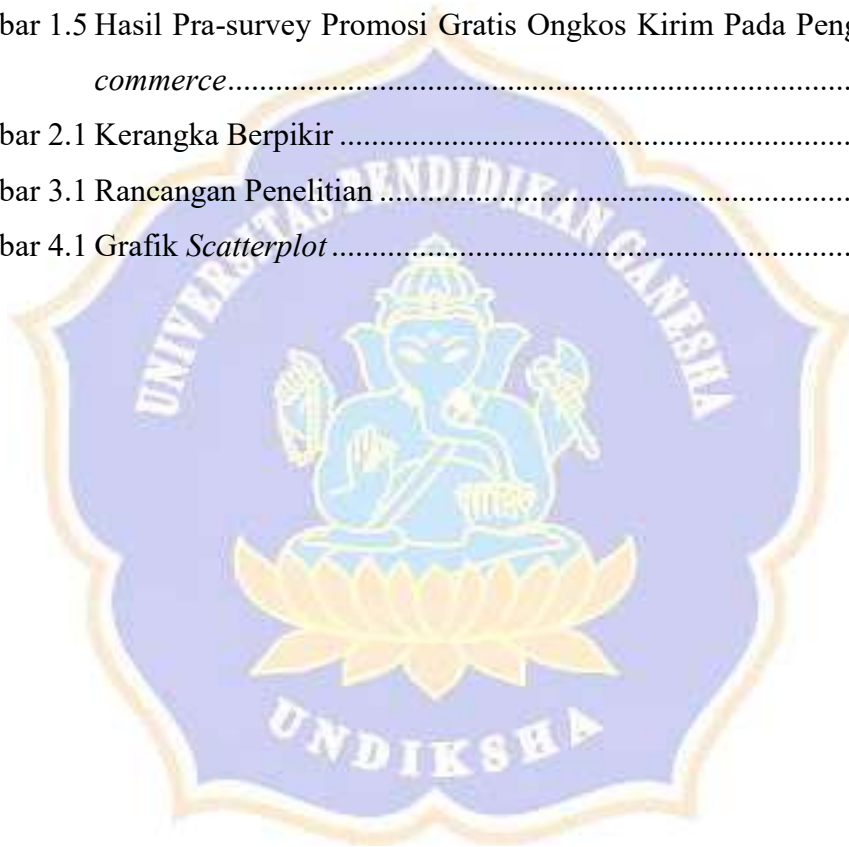 bar 1.5 Hasil Pra-survey Promosi Gratis Ongkos Kirim Pada Peng
commerce..............................................................................
bar 2.1 Kerangka Berpikir ................................................................
bar 3.1 Rancangan Penelitian ...........................................................
bar 4.1 Grafik Scatterplot .................................................................
UNIVERSITAS PENDIDIKAN GANESHA
UNDIKSHA